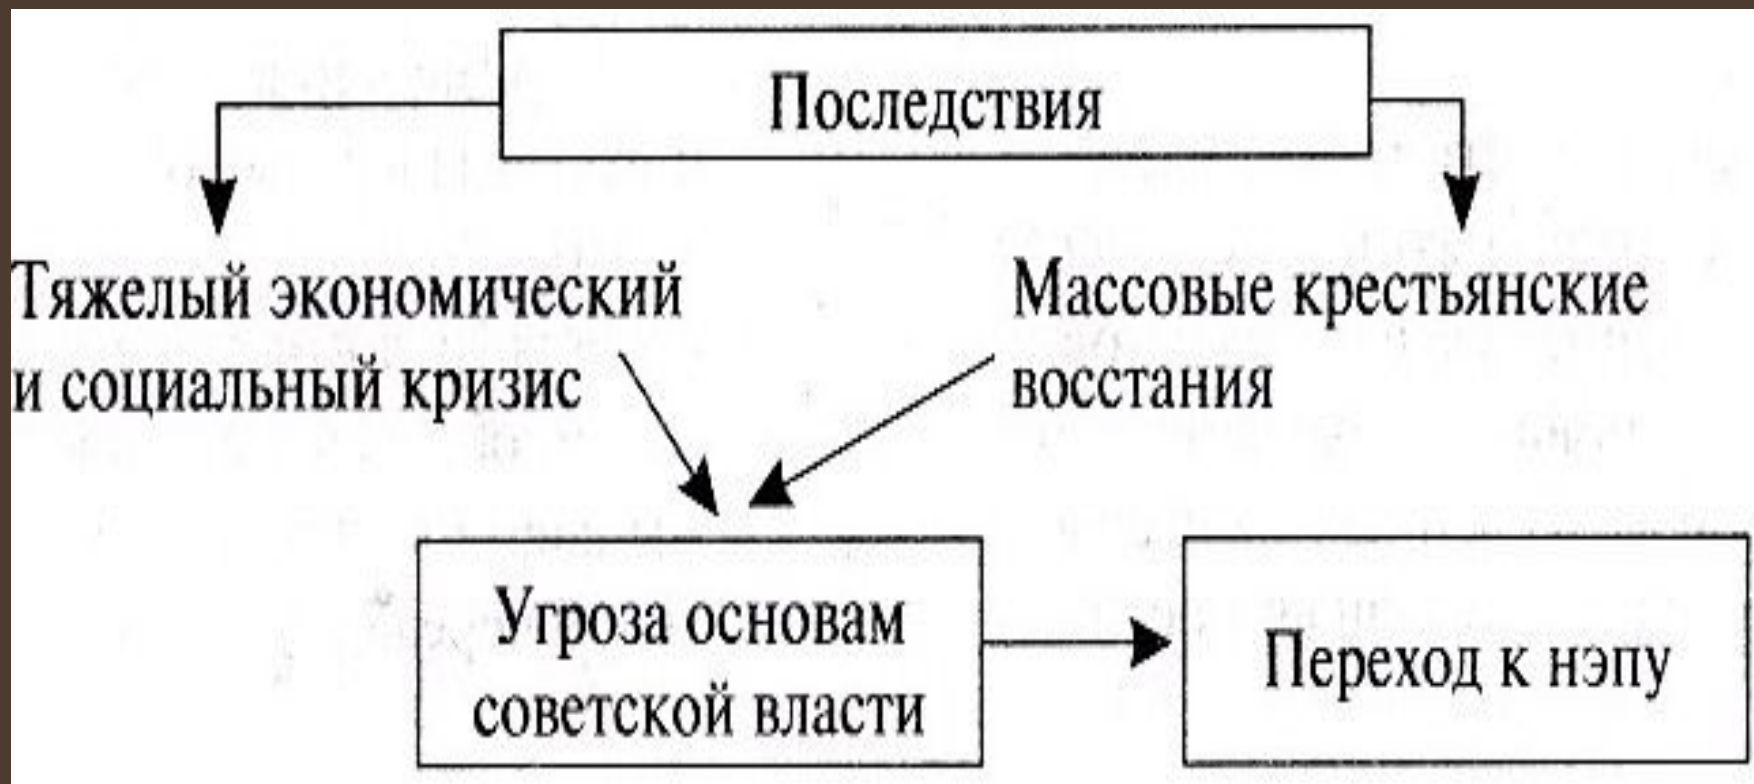 Последствия
Тяжелый экономический
и социальный кризис
Массовые крестьянские
восстания
Угроза основам
советской власти
Переход к нэпу